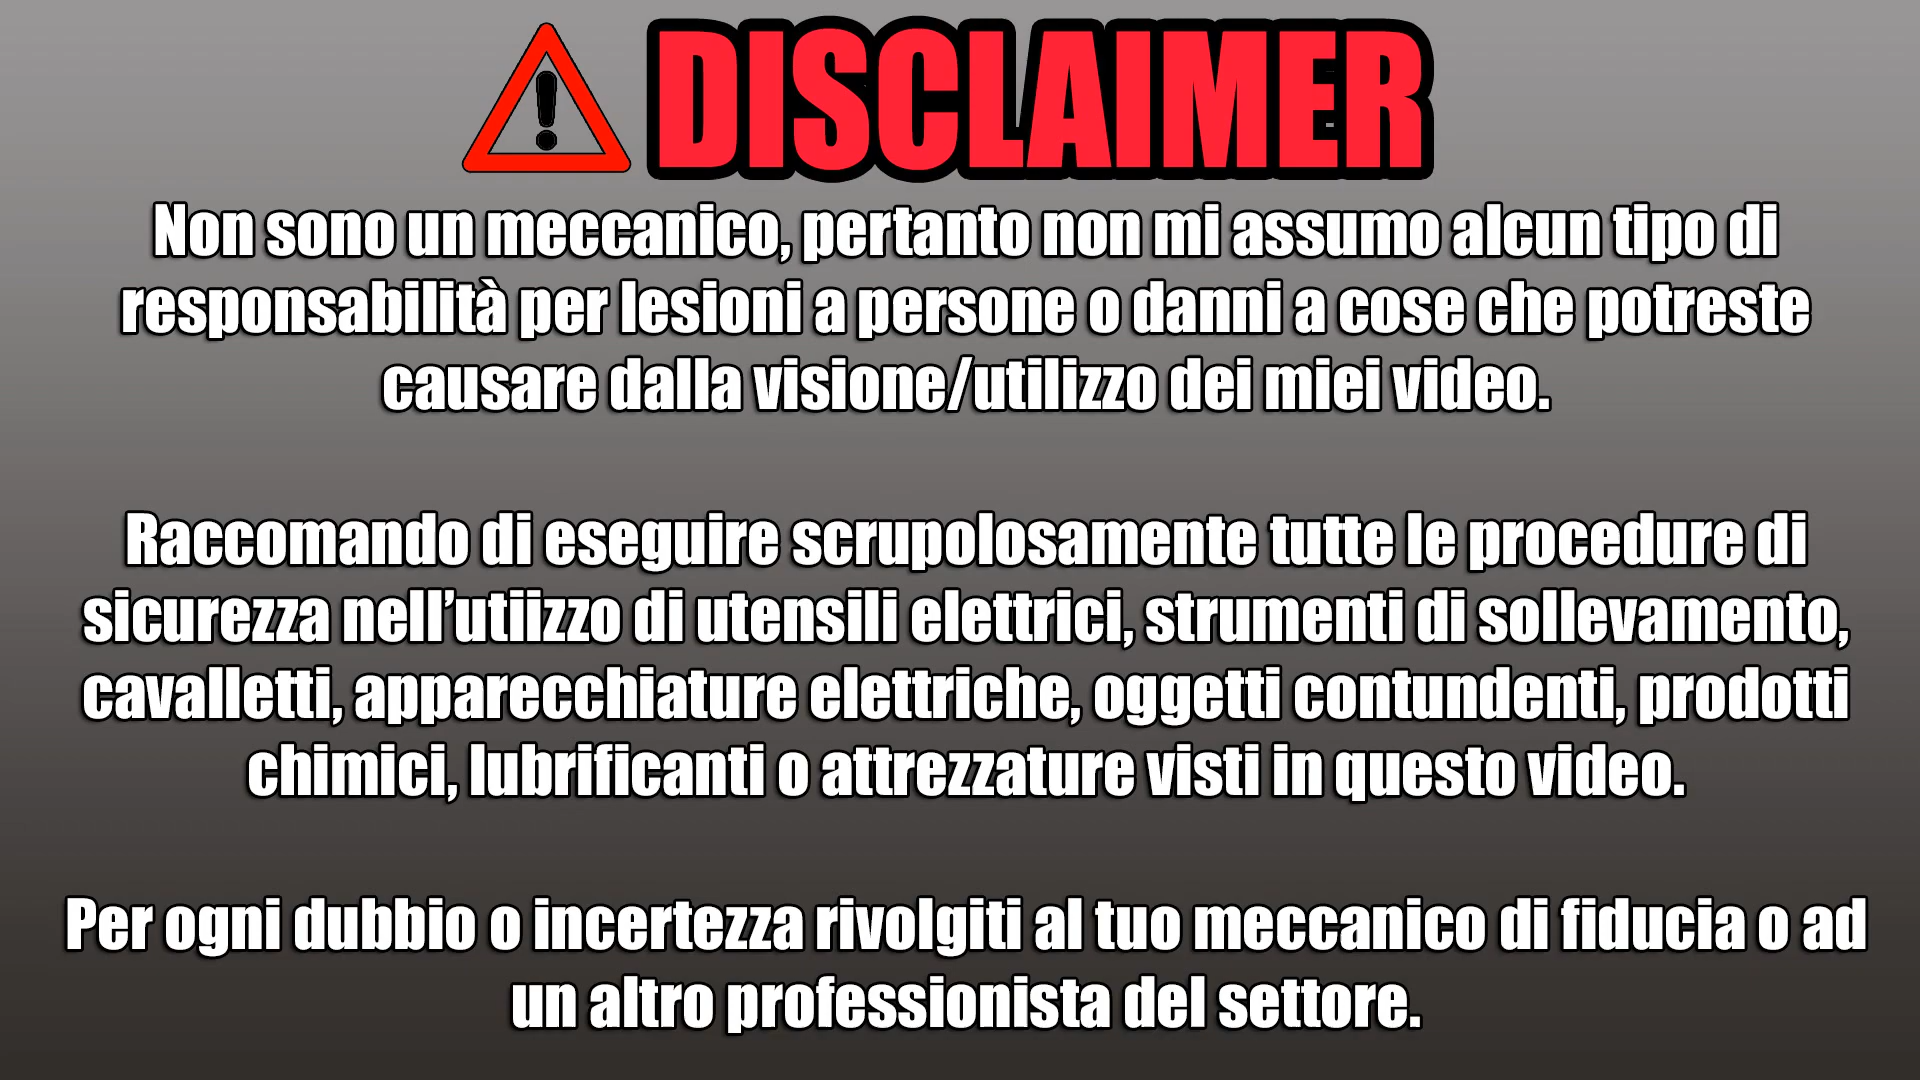 DISCLAIMER
Non sono un meccanico, pertanto non mi assumo alcun tipo di
responsabilità per lesioni a persone o danni a cose che potreste
causare dalla visione/utilizzo dei miei video.
Raccomando di eseguire scrupolosamente tutte le procedure di
sicurezza nell’utiizzo di utensili elettrici, strumenti di sollevamento,
cavalletti, apparecchiature elettriche, oggetti contundenti, prodotti
chimici, lubrificanti o attrezzature visti in questo video.
Per ogni dubbio o incertezza rivolgiti al tuo meccanico di fiducia o ad
un altro professionista del settore.